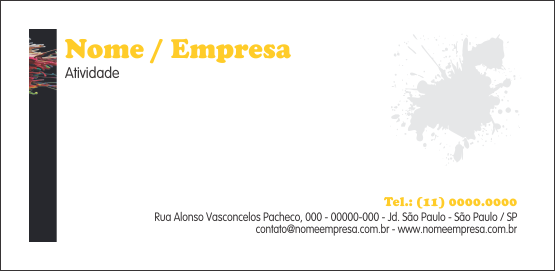 Nome / Empresa
Atividade
Tel.: (11) 0000.0000
Rua Alonso Vasconcelos Pacheco, 000 - 00000-000 - Jd. São Paulo - São Paulo / SP
contato@nomeempresa.com.br - www.nomeempresa.com.br